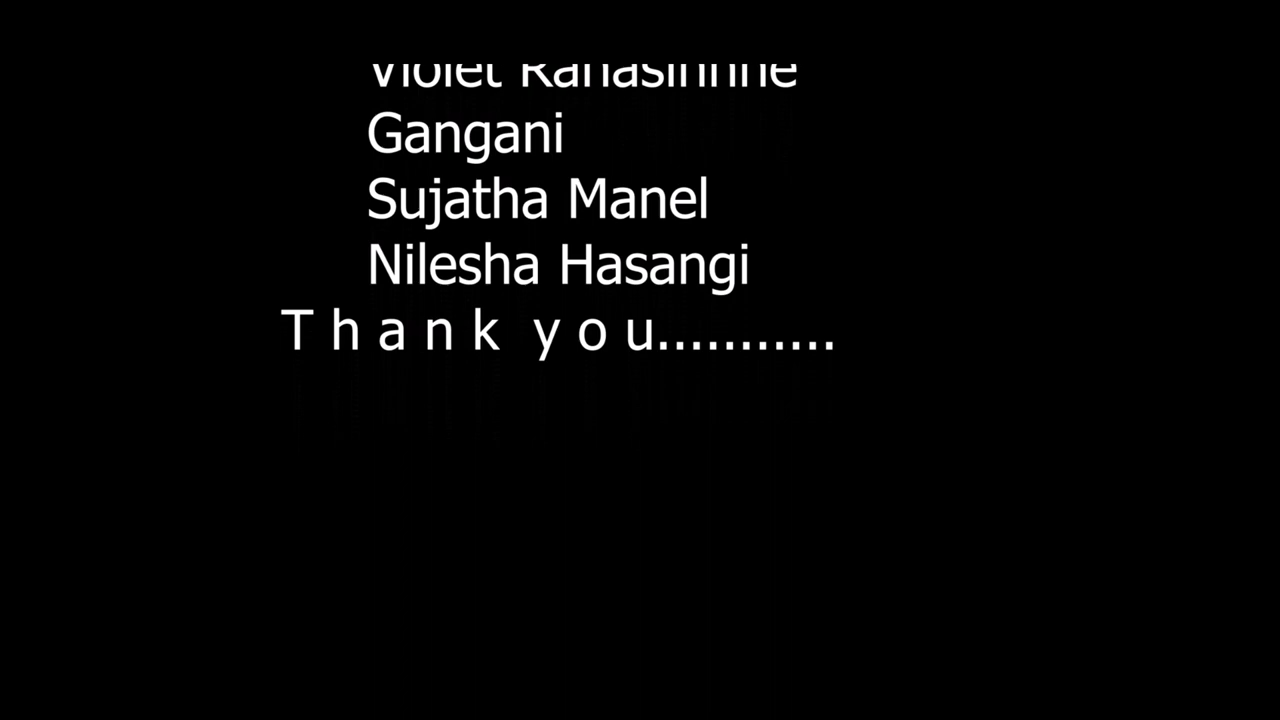 Violet
Gangani
Sujatha Manel
Nilesha Hasangi
T h a n k  y o u...........